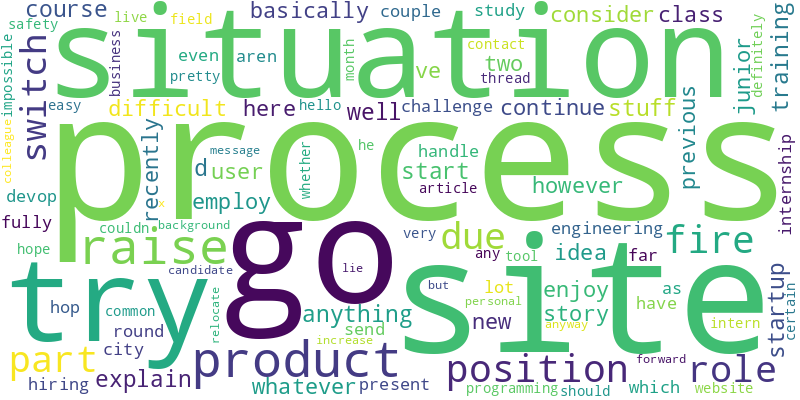 course
live
field
basically
couple
study
consider
class
safety
situation
business
even
aren
month
ve
two
contact
thread
junior
definitely
training
impossible
switch
pretty
easy
difficult
here
hello
well
challenge
continue
stuff
previous
colleague
process
recently
message
d
user
whether
he
handle
start
article
however
devop
employ
internship
fully
hope
couldn
x
background
raise
go
very
due
any
tool
engineering
idea
far
fire
as
have
try
candidate
lie
but
site
lot
personal
enjoy
story
hop
common
round
city
relocate
anything
send
increase
new
anyway
intern
startup
certain
part
hiring
explain
product
whatever
present
position
programming
should
which
forward
website
role